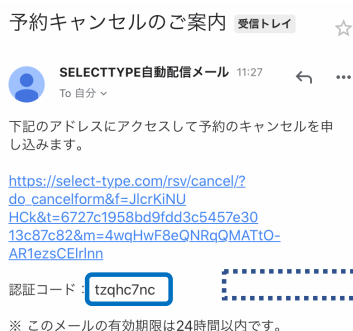 予約キャンセルのご案内 受信トレイ
SELECTTYPE自動配信メール 11:27
To 自分
下記のアドレスにアクセスして予約のキャンセルを申
し込みます。
https://select-type.com/rsv/cancel/?
do_cancelform&f=JlcrKiNU
HCk&t=6727c1958bd9fdd3c5457e30
13c87c82&m=4wqHwF8eQNRqQMATtO-
AR1ezsCElrlnn
認証コード：tzqhc7nc
※ このメールの有効期限は24時間以内です。